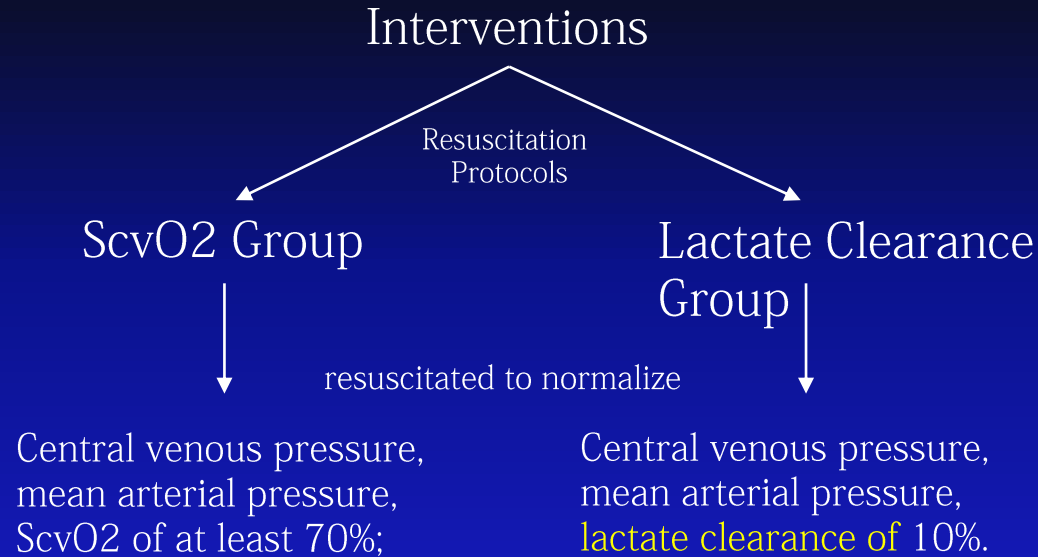 Interventions
Resuscitation
Protocols
ScvO2 Group
Lactate Clearance
Group
resuscitated to normalize
Central venous pressure,
mean arterial pressure,
ScvO2 of at least 70%;
Central venous pressure,
mean arterial pressure,
lactate clearance of 10%.